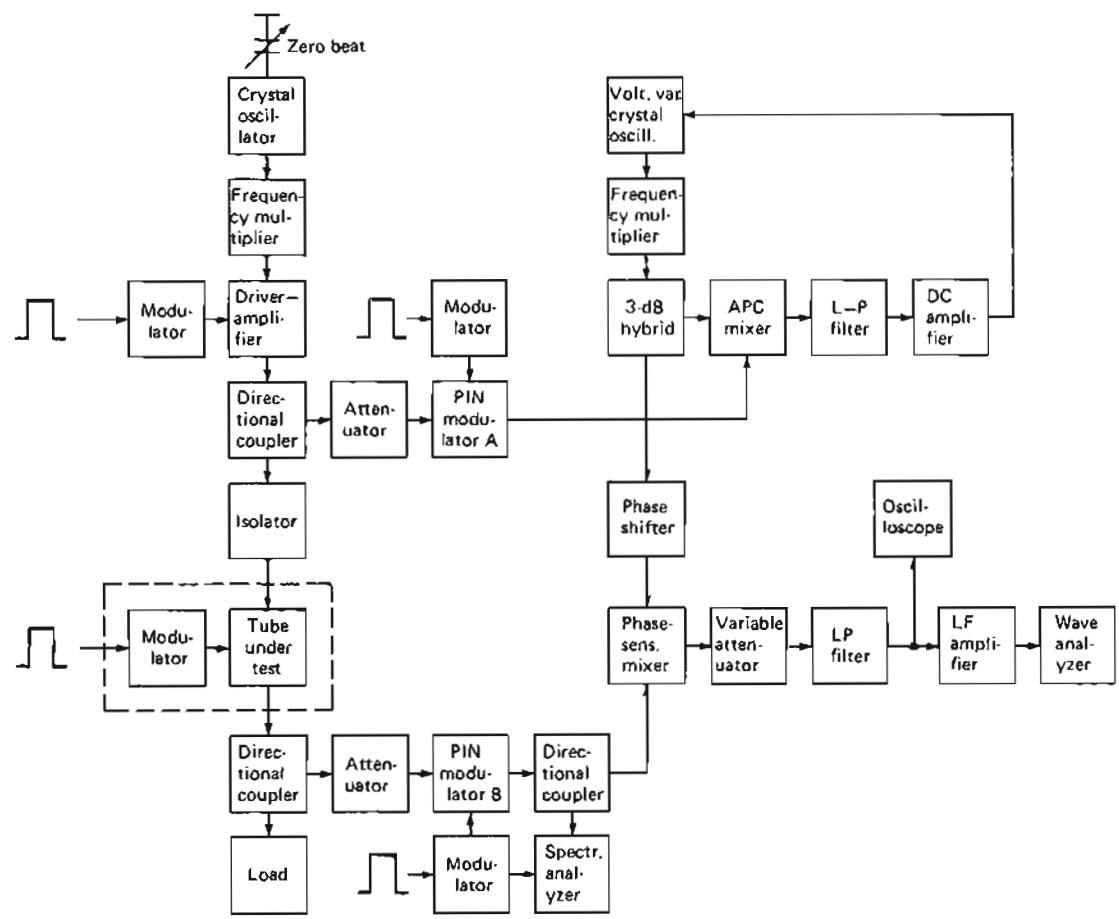 Zero beat
Crystal
oscil-
lator
Volt. var.
crystal
oscill.
Frequen-
cy mul-
tiplier
Frequen-
cy mul-
tiplier
Modu-
lator
Driver–
ampli-
fier
Modu-
lator
3-dB
hybrid
APC
mixer
L–P
filter
DC
ampli-
fier
Direc-
tional
coupler
Atten-
uator
PIN
modu-
lator A
Isolator
Phase
shifter
Oscil-
loscope
Modu-
lator
Tube
under
test
Phase-
sens.
mixer
Variable
atten-
uator
LP
filter
LF
ampli-
fier
Wave
anal-
yzer
Direc-
tional
coupler
Atten-
uator
PIN
modu-
lator B
Direc-
tional
coupler
Load
Modu-
lator
Spectr.
anal-
yzer